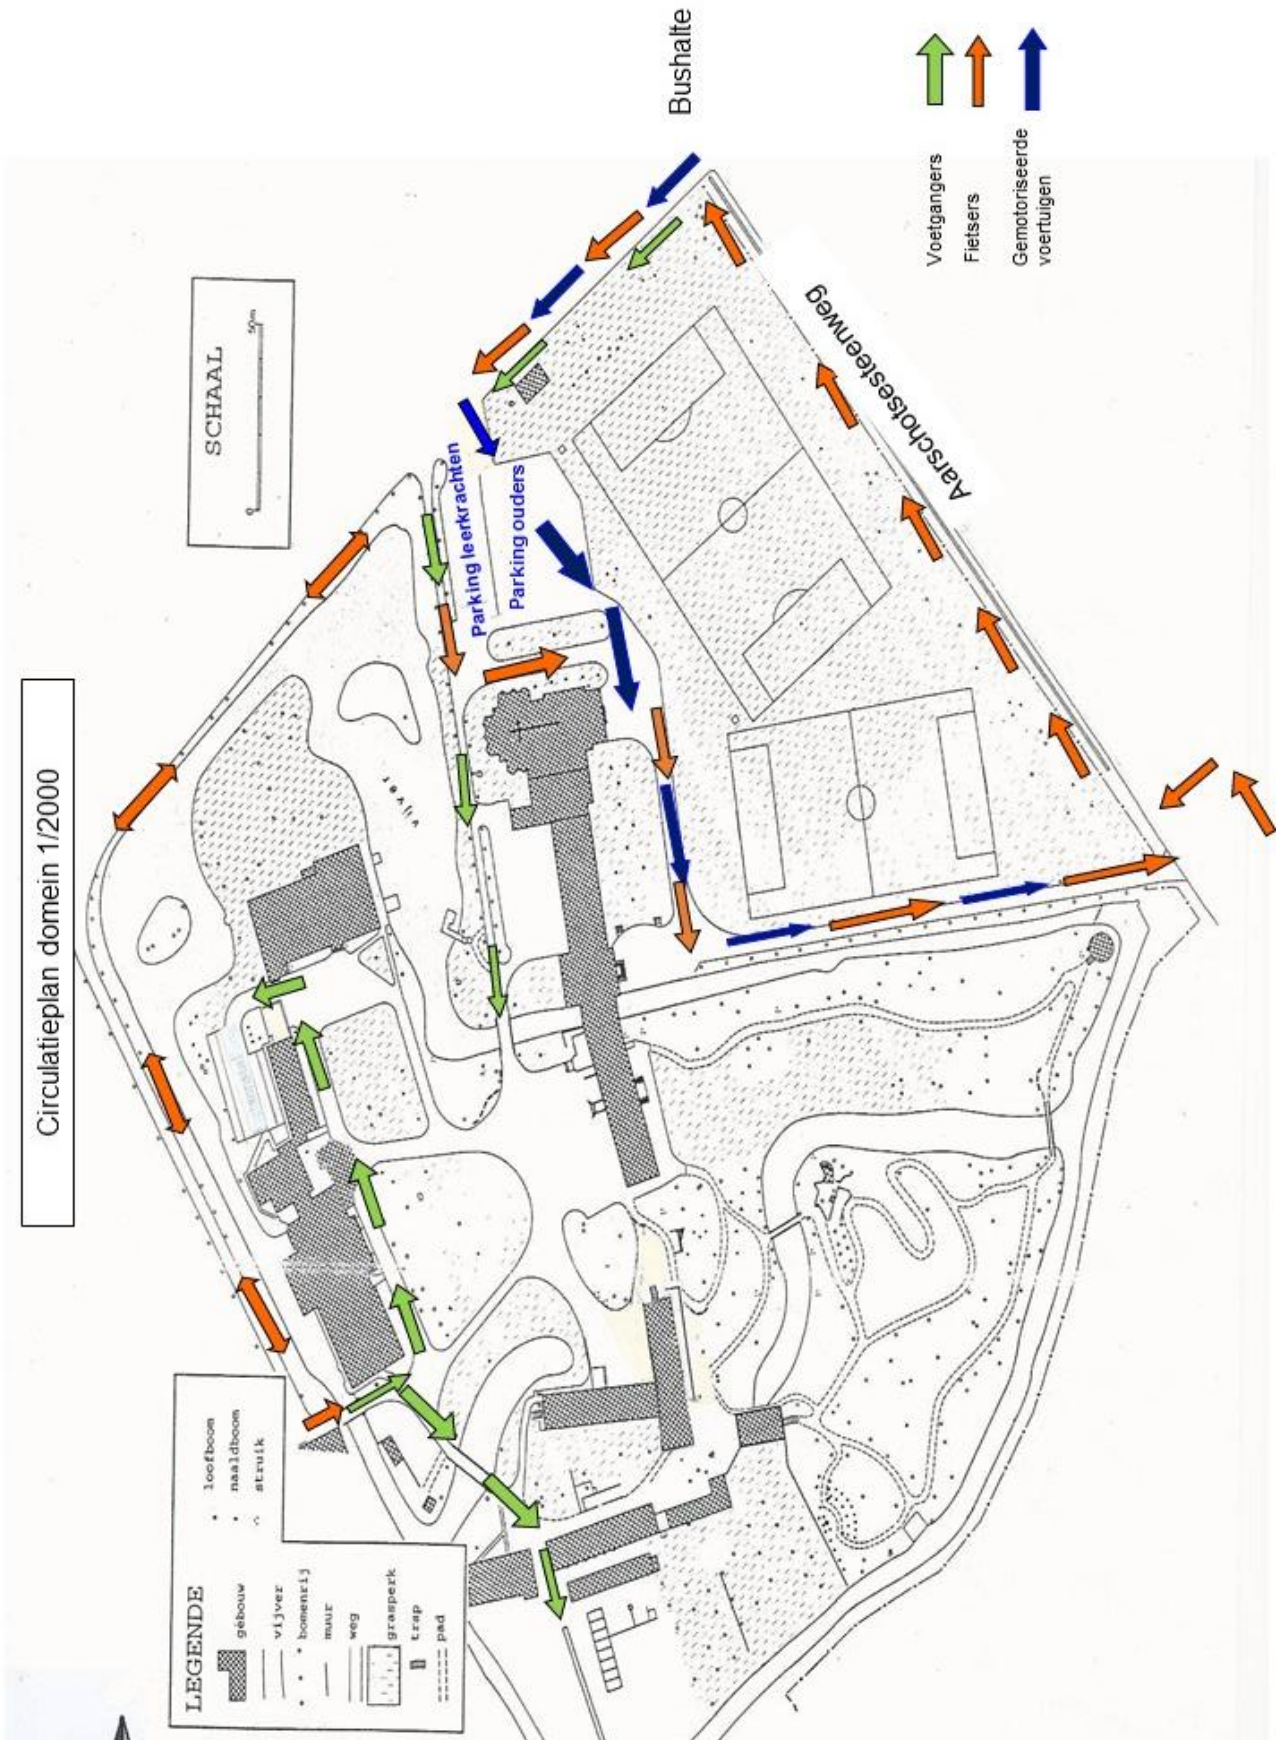 Circulatieplan domein 1/2000
SCHAAL
0
50m
Bushalte
Voetgangers
Fietsers
Gemotoriseerde
voertuigen
Parking leerkrachten
Parking ouders
Aarschotsesteenweg
vijver
LEGENDE
gebouw
vijver
bomenrij
muur
weg
grasperk
trap
pad
loofboom
naaldboom
struik